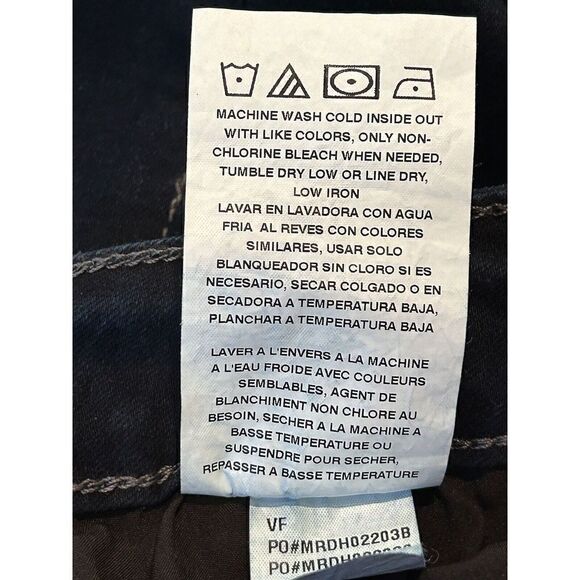 MACHINE WASH COLD INSIDE OUT
WITH LIKE COLORS, ONLY NON-
CHLORINE BLEACH WHEN NEEDED,
TUMBLE DRY LOW OR LINE DRY,
LOW IRON
LAVAR EN LAVADORA CON AGUA
FRIA AL REVES CON COLORES
SIMILARES, USAR SOLO
BLANQUEADOR SIN CLORO SI ES
NECESARIO, SECAR COLGADO O EN
SECADORA A TEMPERATURA BAJA,
PLANCHAR A TEMPERATURA BAJA
LAVER A L'ENVERS A LA MACHINE
A L'EAU FROIDE AVEC COULEURS
SEMBLABLES, AGENT DE
BLANCHIMENT NON CHLORE AU
BESOIN, SECHER A LA MACHINE A
BASSE TEMPERATURE OU
SUSPENDRE POUR SECHER,
REPASSER A BASSE TEMPERATURE
VF
PO#MRDH02203B